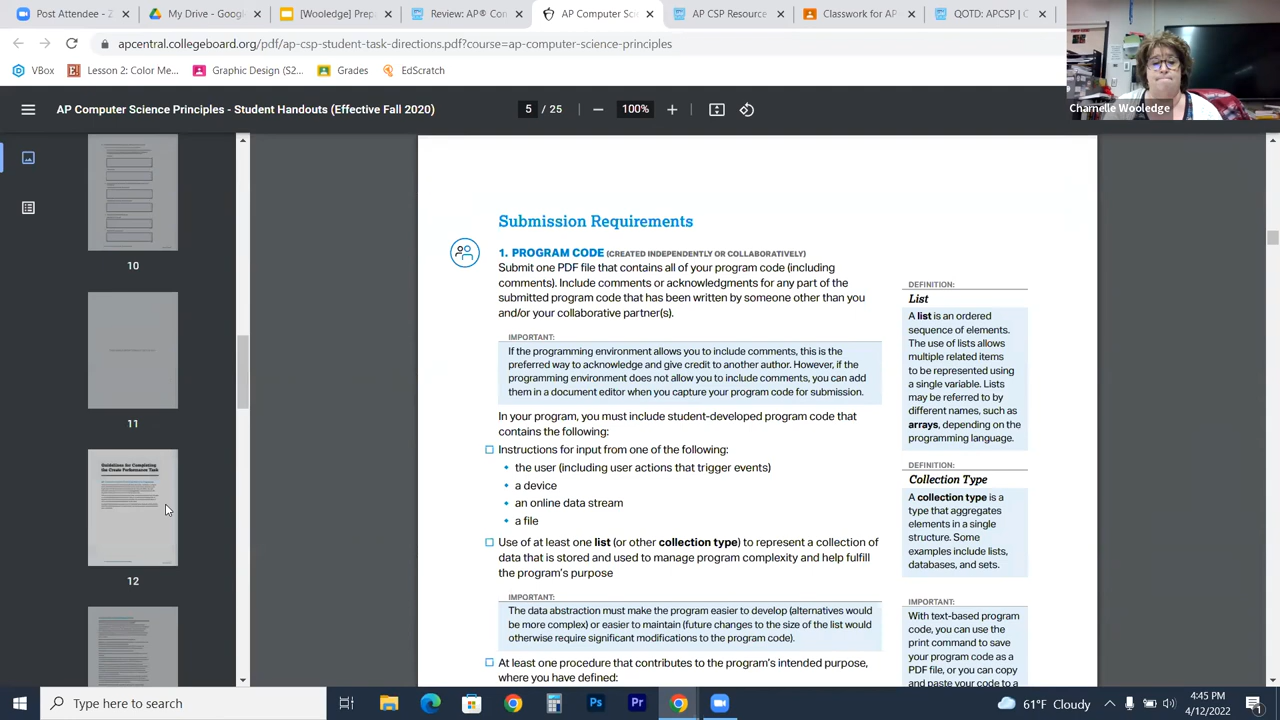 Post Attende
My Drive - Googl
[Wooledge] Prep
Review: AP® Con
AP Computer Scie
AP CSP Resource
Classwork for AP
QOTD: APCSP | C
apcentral.collegeboard.org/pdf/ap-csp-student-task-directions.pdf?course=ap-computer-science-principles
VBox
Lesson 2: Color Me...
Graphic Design (S2...
Grades
EdScratch
Charnelle Wooledge
AP Computer Science Principles - Student Handouts (Effective Fall 2020)
5 / 25
100%
10
11
Guidelines for Completing
the Create Performance Task
12
Submission Requirements
1. PROGRAM CODE (CREATED INDEPENDENTLY OR COLLABORATIVELY)
Submit one PDF file that contains all of your program code (including
comments). Include comments or acknowledgments for any part of the
submitted program code that has been written by someone other than you
and/or your collaborative partner(s).
IMPORTANT:
If the programming environment allows you to include comments, this is the
preferred way to acknowledge and give credit to another author. However, if the
programming environment does not allow you to include comments, you can add
them in a document editor when you capture your program code for submission.
In your program, you must include student-developed program code that
contains the following:
Instructions for input from one of the following:
the user (including user actions that trigger events)
a device
an online data stream
a file
Use of at least one list (or other collection type) to represent a collection of
data that is stored and used to manage program complexity and help fulfill
the program's purpose
IMPORTANT:
The data abstraction must make the program easier to develop (alternatives would
be more complex) or easier to maintain (future changes to the size of the list would
otherwise require significant modifications to the program code).
At least one procedure that contributes to the program's intended purpose,
where you have defined:
DEFINITION:
List
A list is an ordered
sequence of elements.
The use of lists allows
multiple related items
to be represented using
a single variable. Lists
may be referred to by
different names, such as
arrays, depending on the
programming language.
DEFINITION:
Collection Type
A collection type is a
type that aggregates
elements in a single
structure. Some
examples include lists,
databases, and sets.
IMPORTANT:
With text-based program
code, you can use the
print command to save
your program code as a
PDF file, or you can copy
and paste your code to a
Type here to search
61°F Cloudy
4:45 PM
4/12/2022
1